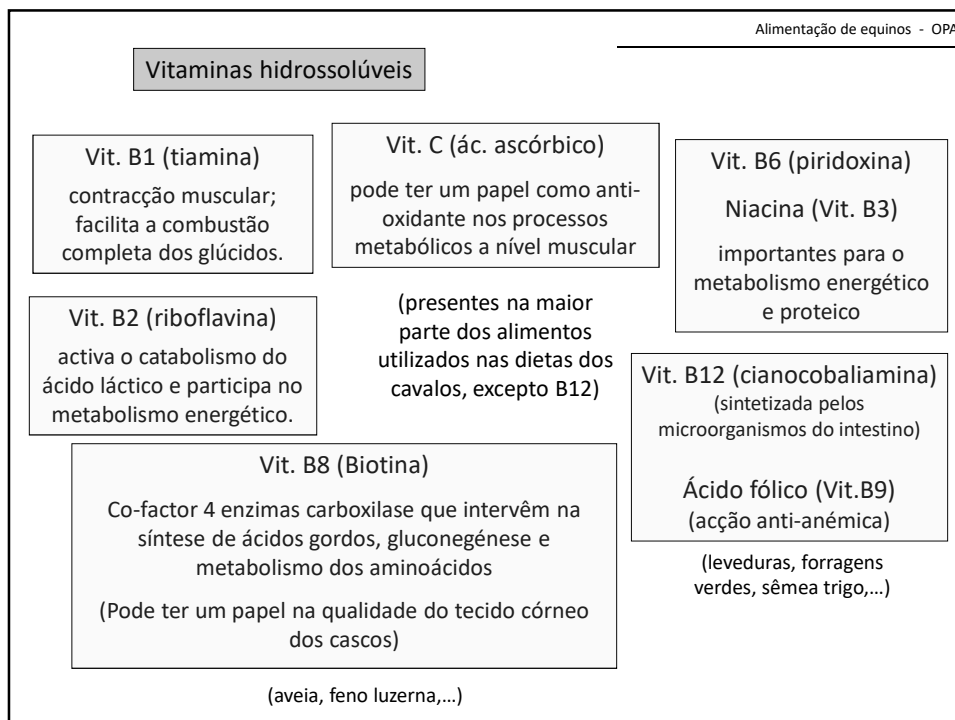 Alimentação de equinos - OPA
Vitaminas hidrossolúveis
Vit. B1 (tiamina)
contracção muscular;
facilita a combustão
completa dos glúcidos.
Vit. C (ác. ascórbico)
pode ter um papel como anti-
oxidante nos processos
metabólicos a nível muscular
Vit. B6 (piridoxina)
Niacina (Vit. B3)
importantes para o
metabolismo energético
e proteico
Vit. B2 (riboflavina)
activa o catabolismo do
ácido láctico e participa no
metabolismo energético.
(presentes na maior
parte dos alimentos
utilizados nas dietas dos
cavalos, excepto B12)
Vit. B12 (cianocobaliamina)
(sintetizada pelos
microorganismos do intestino)
Ácido fólico (Vit.B9)
(acção anti-anémica)
(leveduras, forragens
verdes, sêmea trigo,...)
Vit. B8 (Biotina)
Co-factor 4 enzimas carboxilase que intervêm na
síntese de ácidos gordos, gluconegénese e
metabolismo dos aminoácidos
(Pode ter um papel na qualidade do tecido córneo
dos cascos)
(aveia, feno luzerna,...)